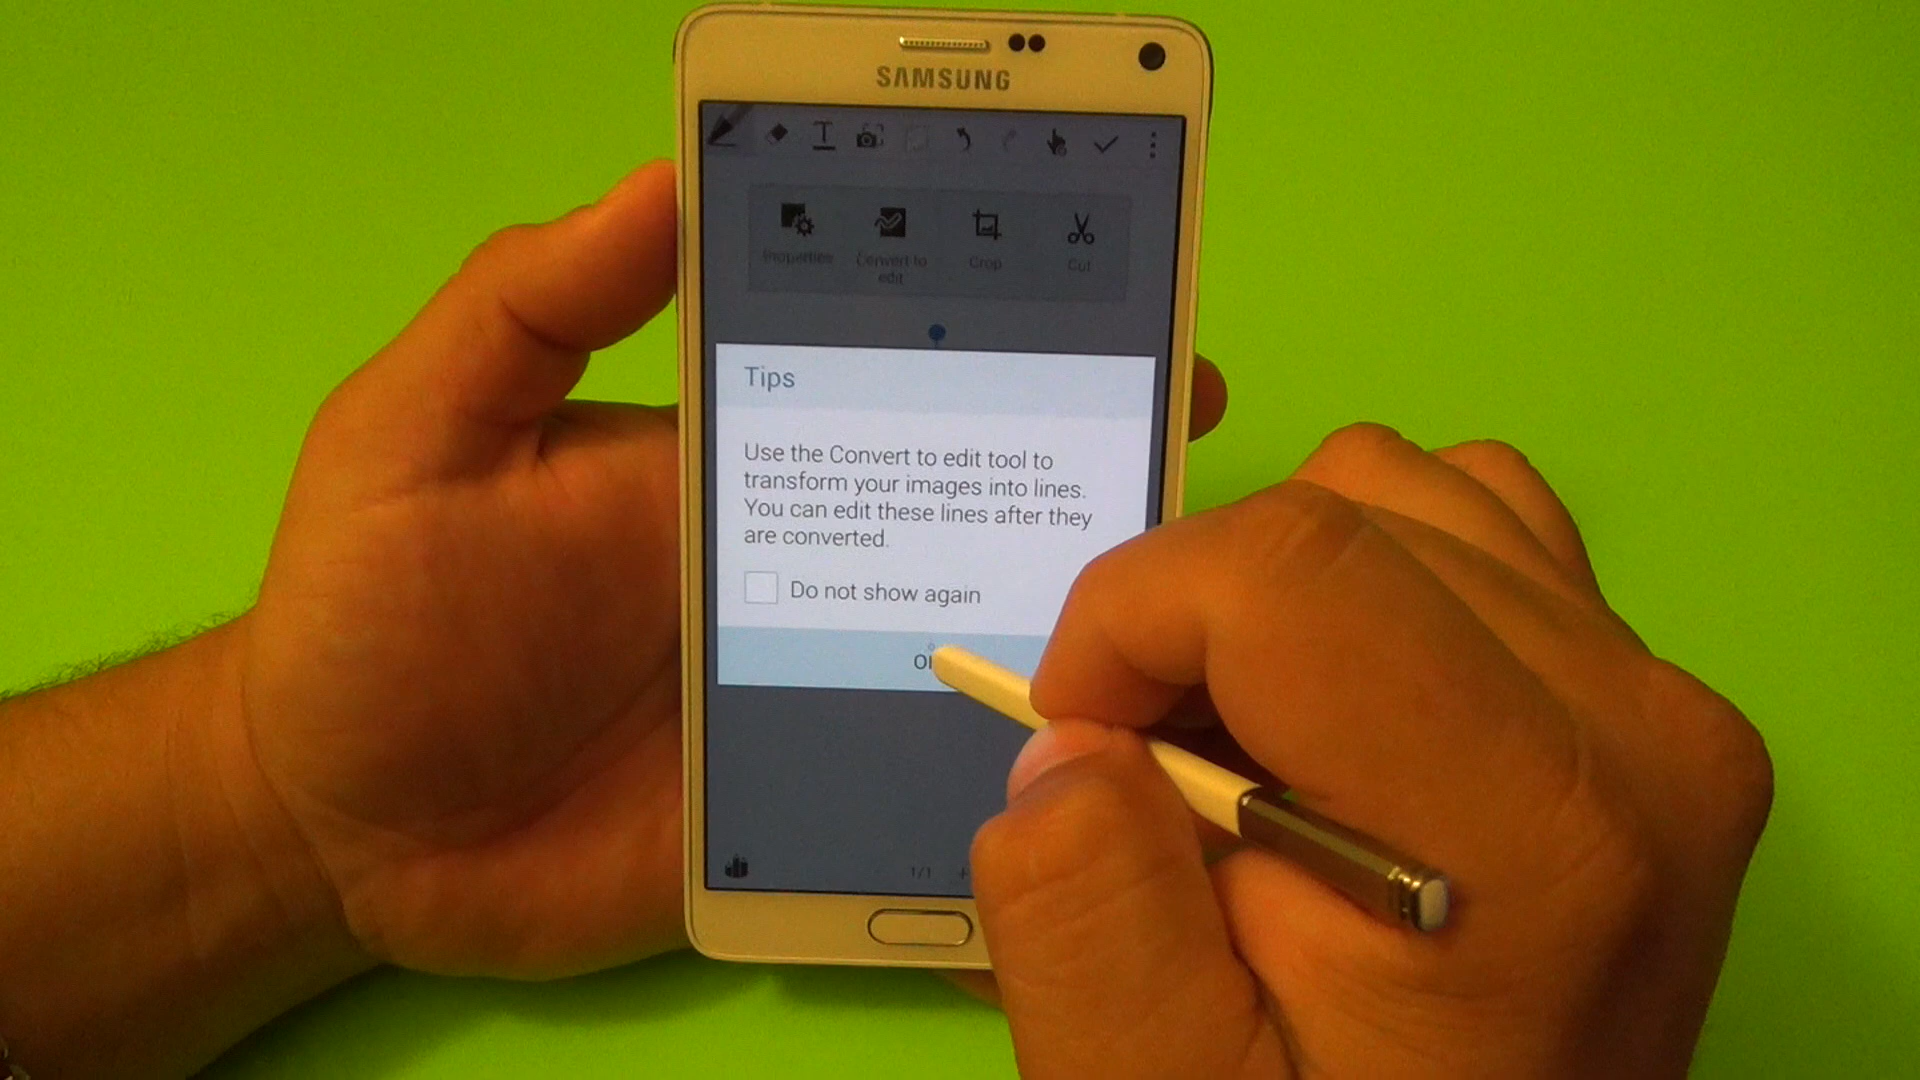 SAMSUNG
T
Properties
Convert to
edit
Crop
Cut
Tips
Use the Convert to edit tool to
transform your images into lines.
You can edit these lines after they
are converted.
Do not show again
1/1 +